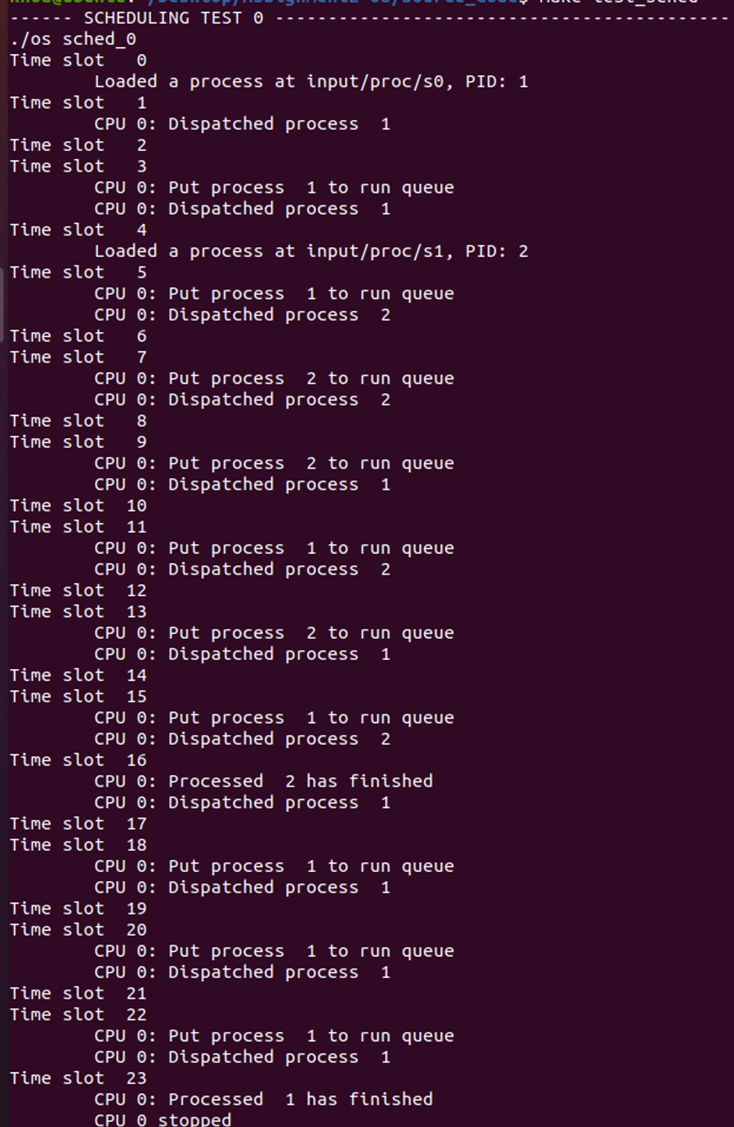 ------ SCHEDULING TEST 0 -------------------------------------------
./os sched_0
Time slot   0
        Loaded a process at input/proc/s0, PID: 1
Time slot   1
        CPU 0: Dispatched process  1
Time slot   2
Time slot   3
        CPU 0: Put process  1 to run queue
        CPU 0: Dispatched process  1
Time slot   4
        Loaded a process at input/proc/s1, PID: 2
Time slot   5
        CPU 0: Put process  1 to run queue
        CPU 0: Dispatched process  2
Time slot   6
Time slot   7
        CPU 0: Put process  2 to run queue
        CPU 0: Dispatched process  2
Time slot   8
Time slot   9
        CPU 0: Put process  2 to run queue
        CPU 0: Dispatched process  1
Time slot  10
Time slot  11
        CPU 0: Put process  1 to run queue
        CPU 0: Dispatched process  2
Time slot  12
Time slot  13
        CPU 0: Put process  2 to run queue
        CPU 0: Dispatched process  1
Time slot  14
Time slot  15
        CPU 0: Put process  1 to run queue
        CPU 0: Dispatched process  2
Time slot  16
        CPU 0: Processed  2 has finished
        CPU 0: Dispatched process  1
Time slot  17
Time slot  18
        CPU 0: Put process  1 to run queue
        CPU 0: Dispatched process  1
Time slot  19
Time slot  20
        CPU 0: Put process  1 to run queue
        CPU 0: Dispatched process  1
Time slot  21
Time slot  22
        CPU 0: Put process  1 to run queue
        CPU 0: Dispatched process  1
Time slot  23
        CPU 0: Processed  1 has finished
        CPU 0 stopped